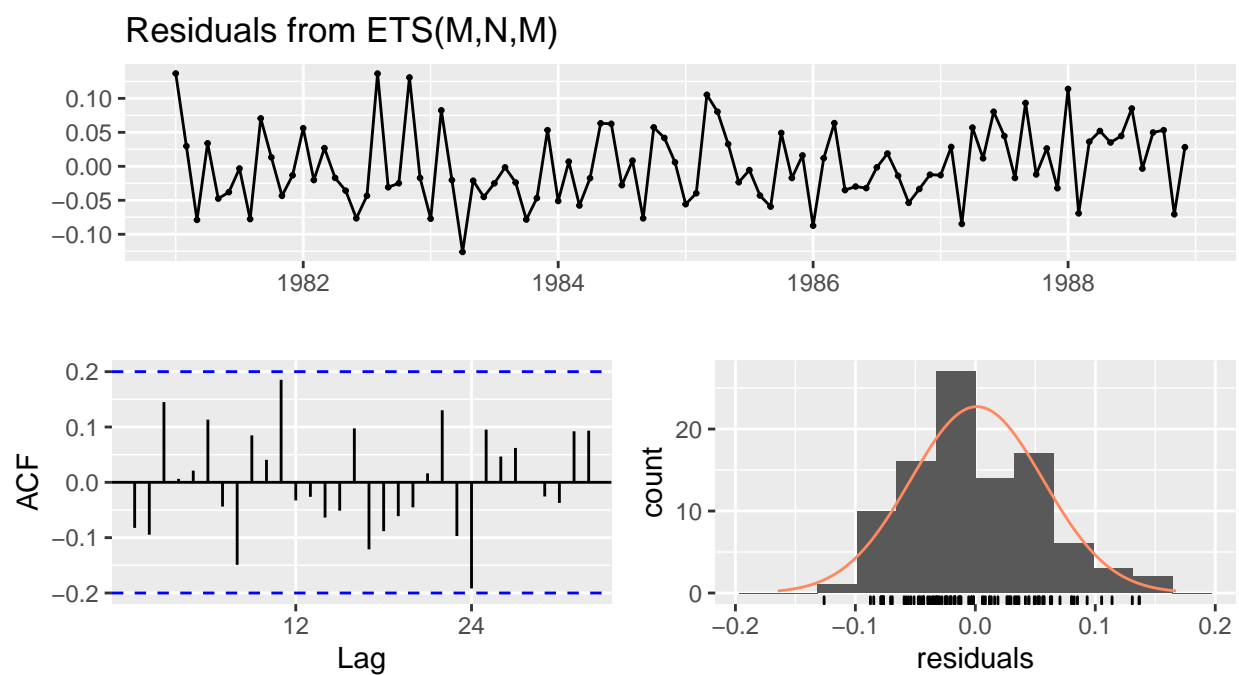 Residuals from ETS(M,N,M)
0.10
0.05
0.00
−0.05
−0.10
1982 1984 1986 1988
ACF
0.2
0.1
0.0
−0.1
−0.2
12 24
Lag
count
20
10
0
−0.2 −0.1 0.0 0.1 0.2
residuals